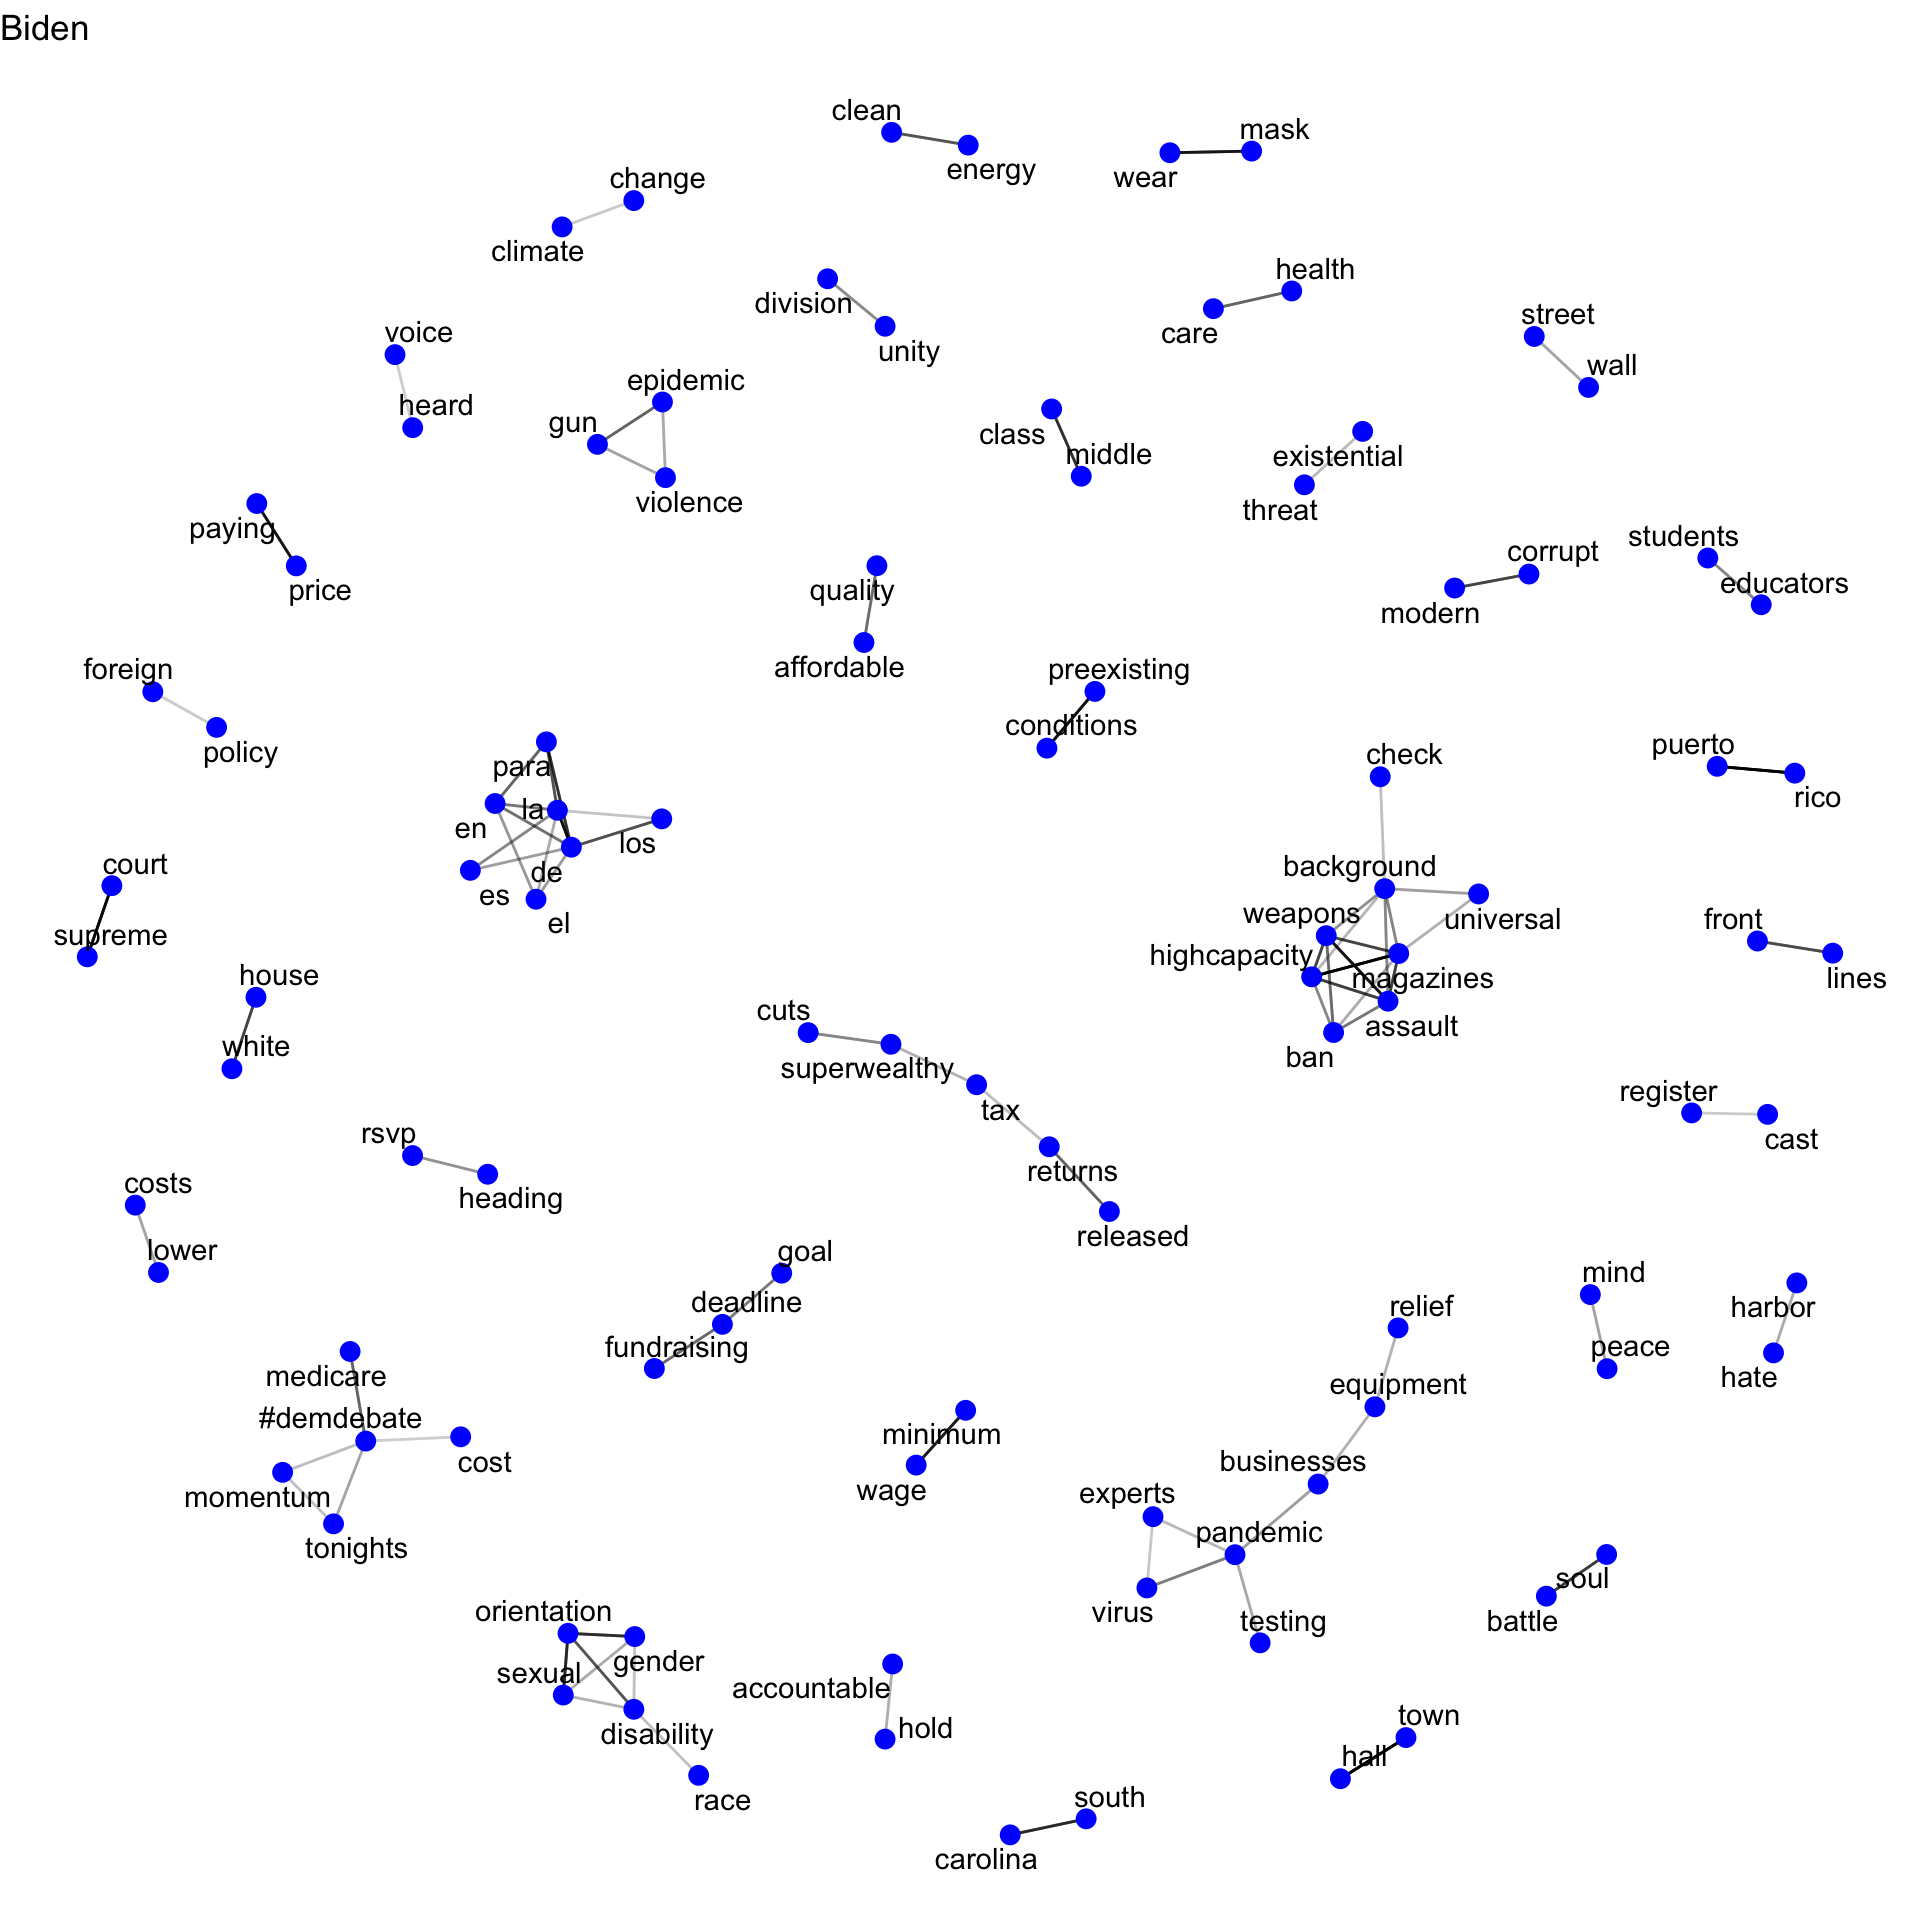 Biden
clean
energy
mask
wear
change
climate
health
care
division
unity
street
wall
voice
heard
epidemic
gun
violence
class
middle
existential
threat
paying
price
students
educators
corrupt
modern
quality
affordable
foreign
policy
preexisting
conditions
puerto
rico
check
para
la
en
los
de
es
el
court
supreme
background
universal
weapons
highcapacity
magazines
assault
ban
front
lines
house
white
cuts
superwealthy
tax
returns
released
register
cast
rsvp
heading
costs
lower
goal
deadline
fundraising
mind
peace
harbor
hate
relief
equipment
businesses
experts
pandemic
virus
testing
medicare
#demdebate
cost
momentum
tonights
minimum
wage
soul
battle
orientation
gender
sexual
disability
race
accountable
hold
town
hall
south
carolina